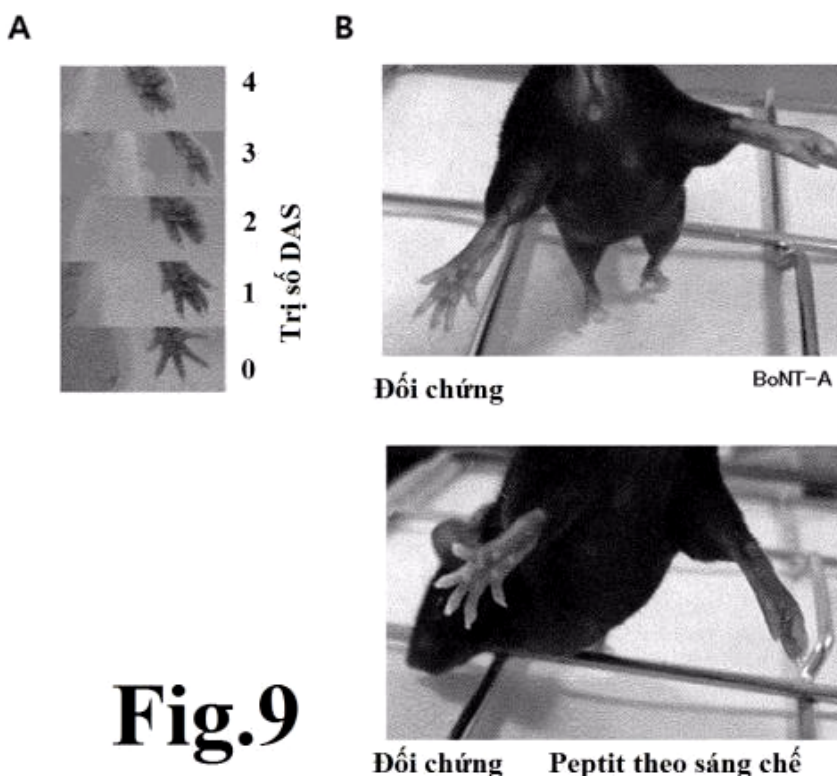 A
B
4
3
2
1
0
Trị số DAS
Đối chứng
BoNT-A
Đối chứng
Peptit theo sáng chế
Fig.9